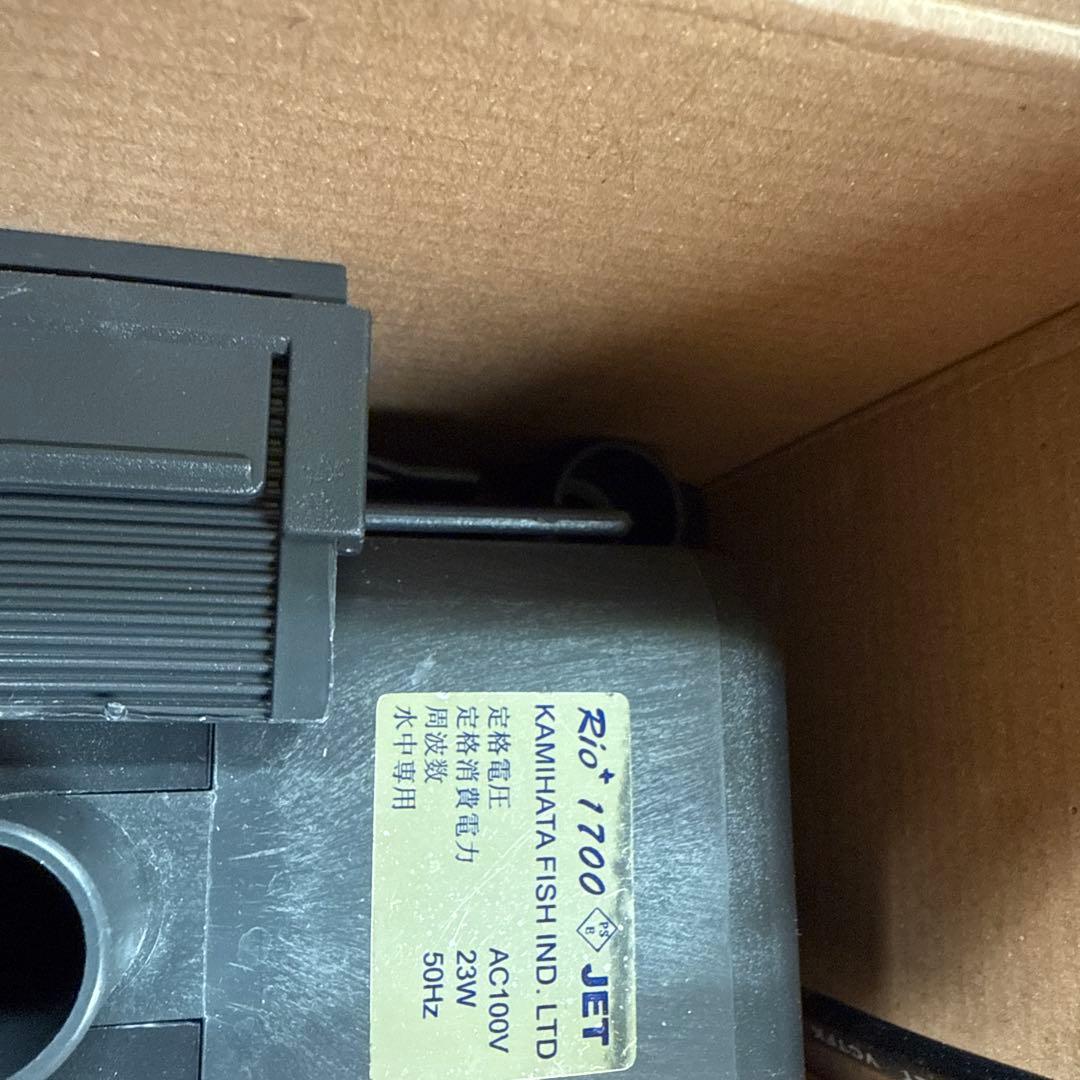 Rio+ 1700 PS E JET
KAMIHATA FISH IND. LTD
定格電圧 AC100V
定格消費電力 23W
周波数 50Hz
水中専用